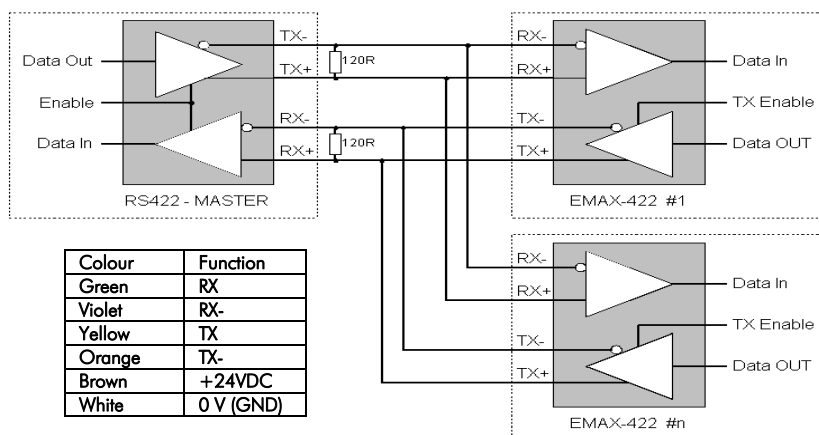 Data Out
Enable
Data In
TX-
TX+
RX-
RX+
120R
120R
RS422 - MASTER
RX-
RX+
TX-
TX+
Data In
TX Enable
Data OUT
EMAX-422 #1
RX-
RX+
TX-
TX+
Data In
TX Enable
Data OUT
EMAX-422 #n
Colour Function
Green RX
Violet RX-
Yellow TX
Orange TX-
Brown +24VDC
White 0 V (GND)